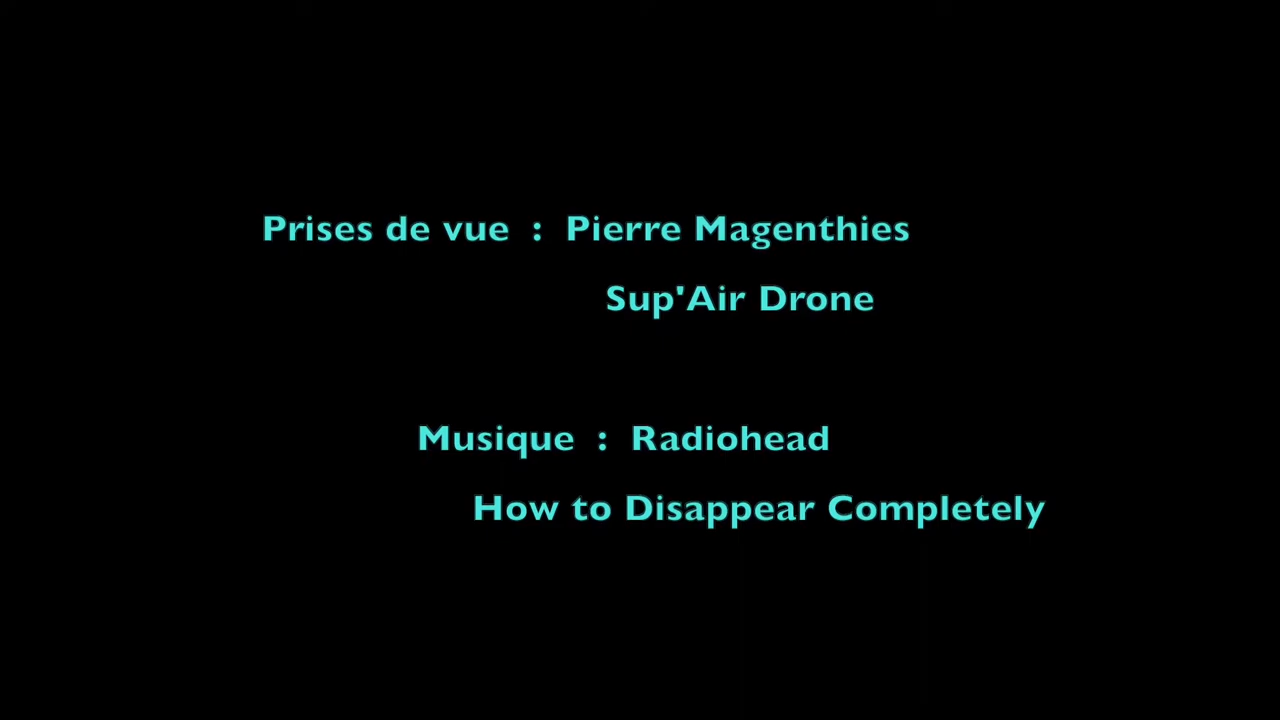 Prises de vue : Pierre Magenthies
Sup'Air Drone
Musique : Radiohead
How to Disappear Completely